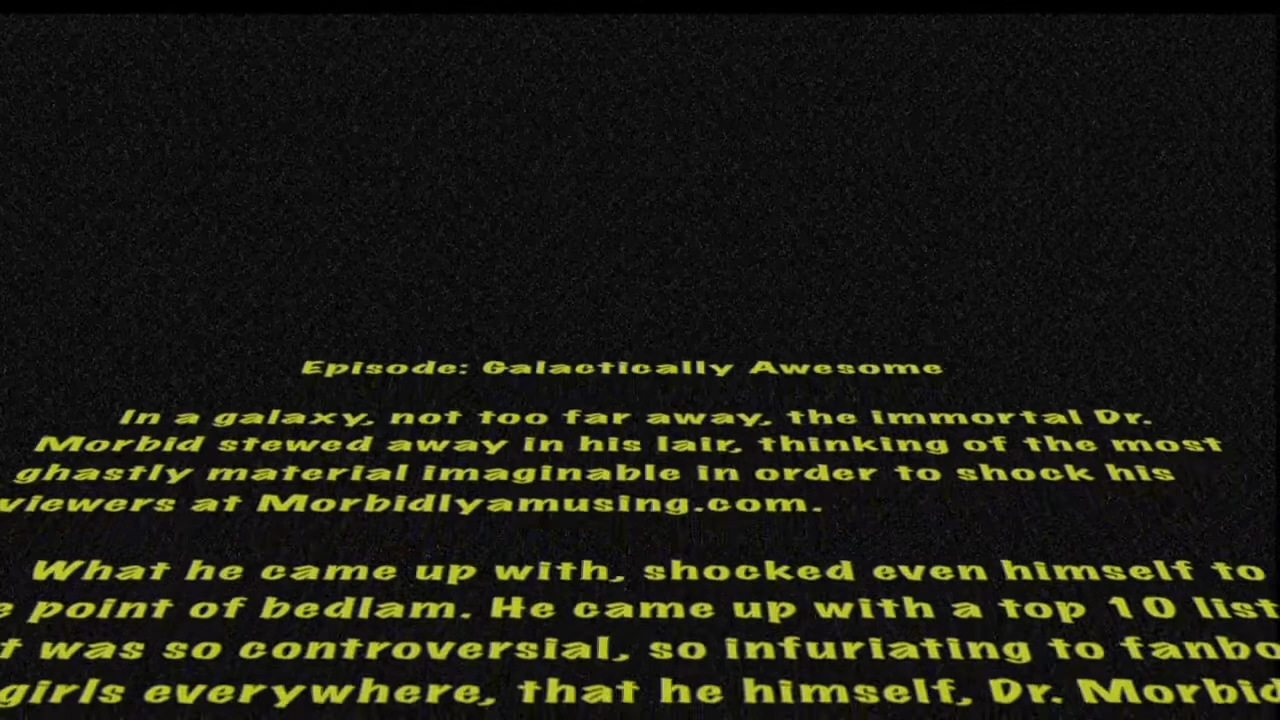 Episode: Galactically Awesome
In a galaxy, not too far away, the immortal Dr.
Morbid stewed away in his lair, thinking of the most
ghastly material imaginable in order to shock his
viewers at Morbidlyamusing.com.
What he came up with, shocked even himself to
point of bedlam. He came up with a top 10 list
was so controversial, so infuriating to
girls everywhere, that he himself, Dr. Morbid